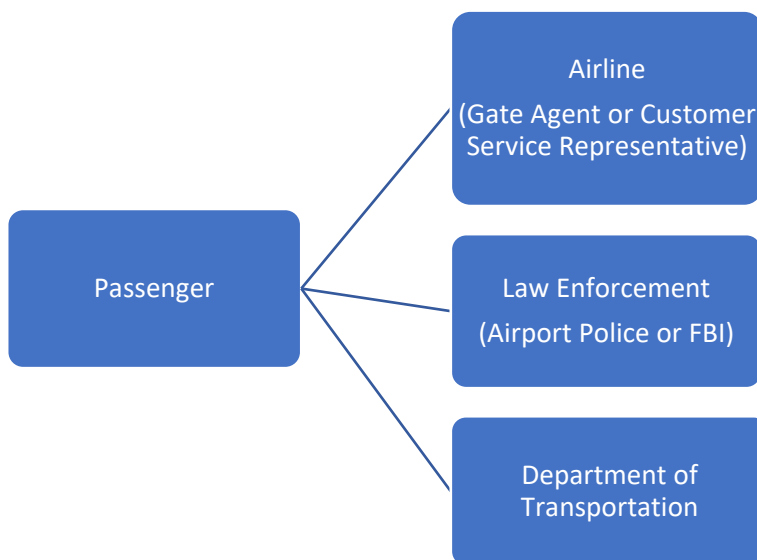 Airline
(Gate Agent or Customer
Service Representative)
Passenger
Law Enforcement
(Airport Police or FBI)
Department of
Transportation